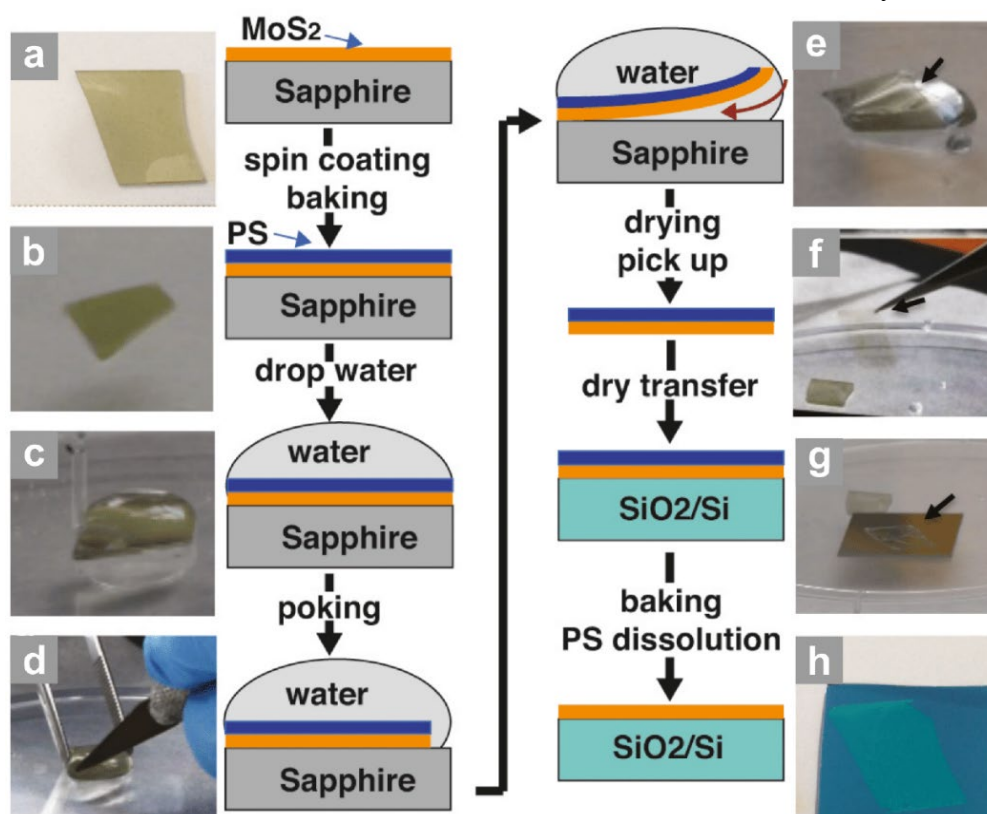 a
MoS2
Sapphire
spin coating
baking
b
PS
Sapphire
drop water
c
water
Sapphire
poking
d
water
Sapphire
water
Sapphire
e
drying
pick up
f
dry transfer
SiO2/Si
g
baking
PS dissolution
SiO2/Si
h